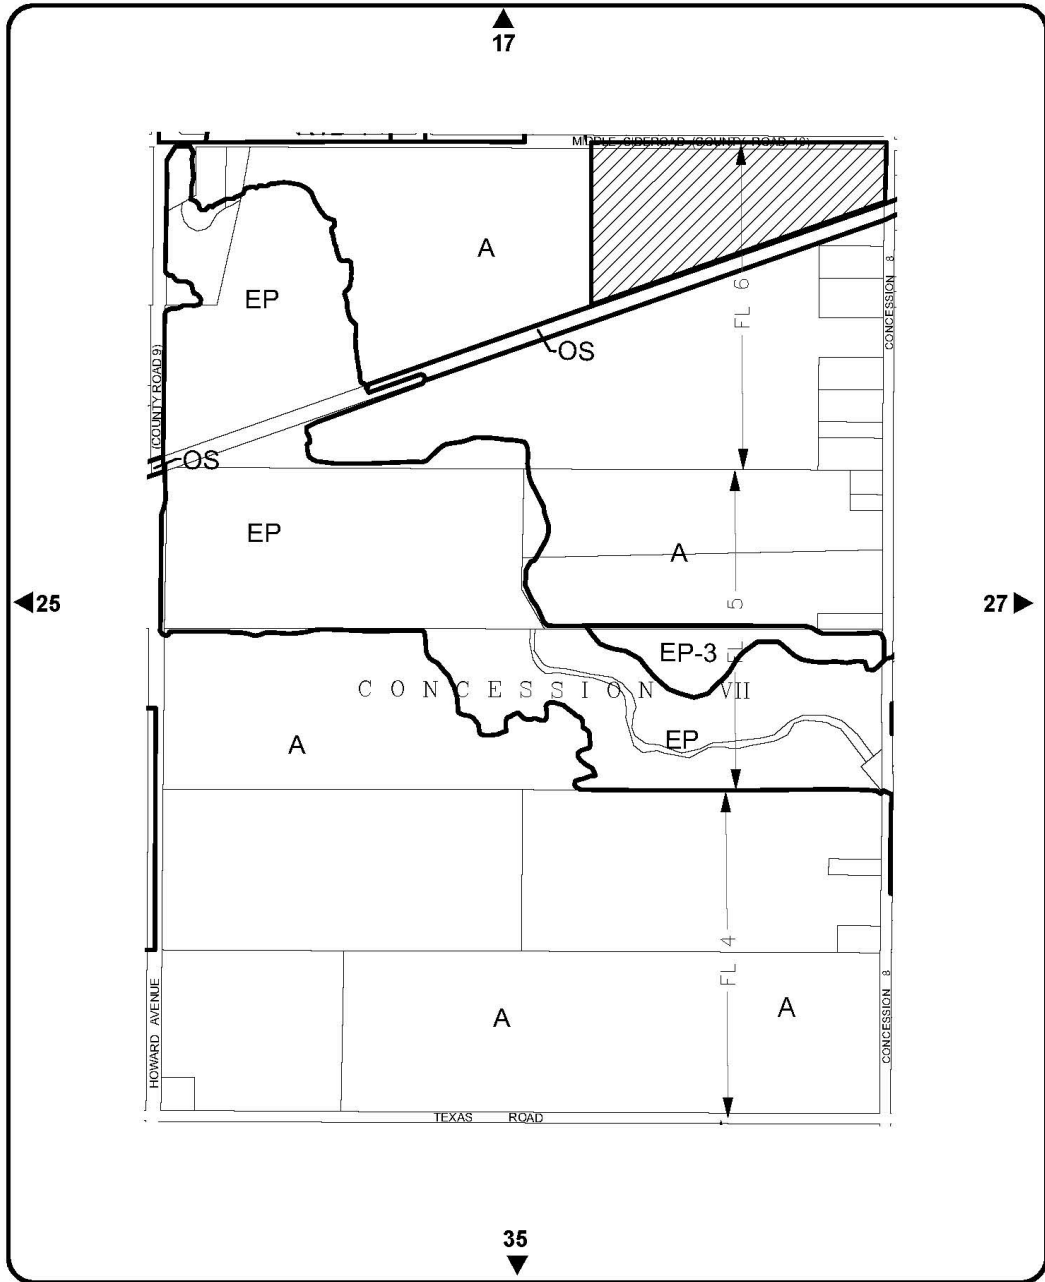 17
MIDDLE SIDEROAD (COUNTY ROAD 10)
A
EP
FL 6
CONCESSION 8
OS
(COUNTY ROAD 9)
OS
EP
A
25
FL 5
27
EP-3
CONCESSION VII
EP
A
FL 4
HOWARD AVENUE
A
A
CONCESSION 8
TEXAS ROAD
35